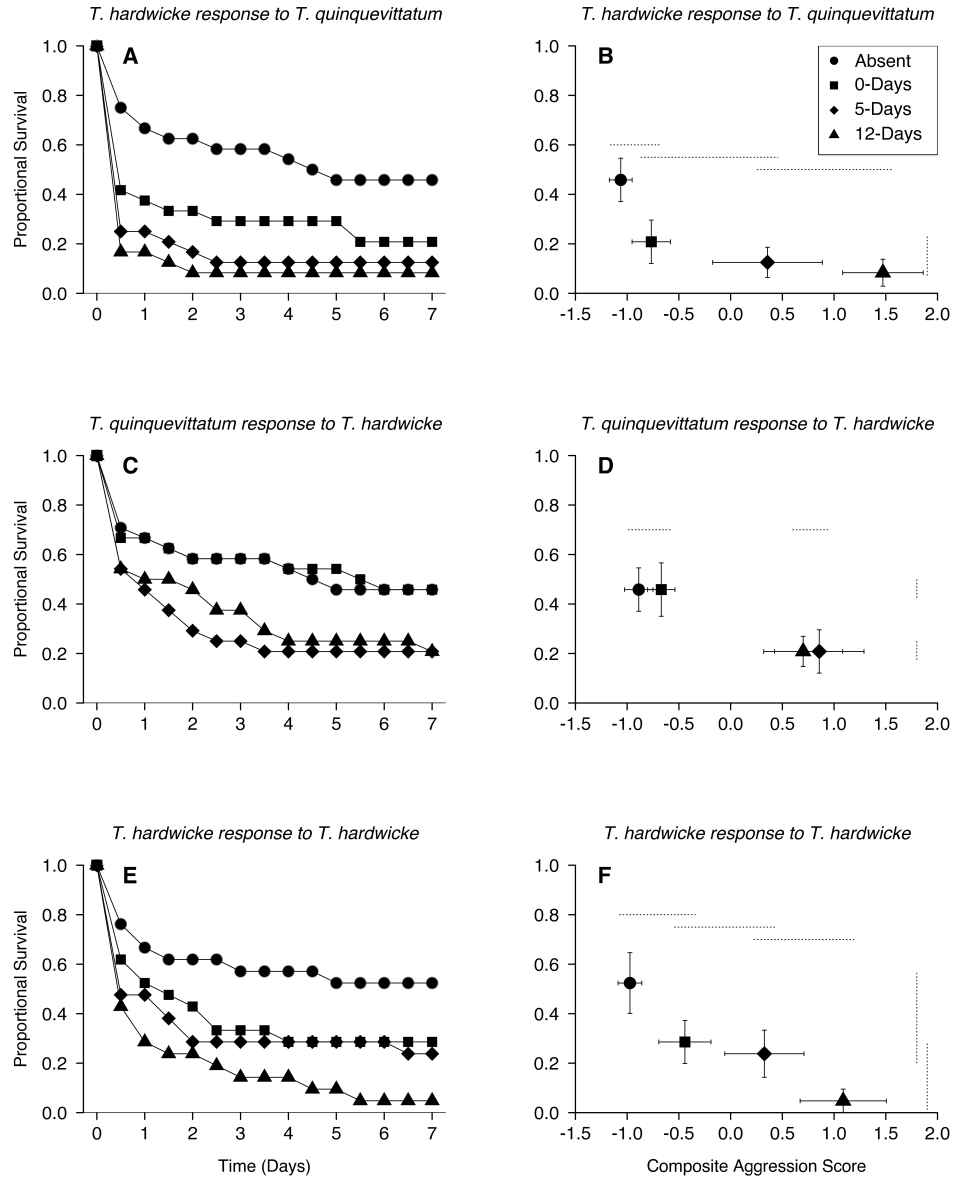 T. hardwicke response to T. quinquevittatum
A
Proportional Survival
1.0
0.8
0.6
0.4
0.2
0.0
0 1 2 3 4 5 6 7
T. hardwicke response to T. quinquevittatum
B
Absent
0-Days
5-Days
12-Days
1.0
0.8
0.6
0.4
0.2
0.0
-1.5 -1.0 -0.5 0.0 0.5 1.0 1.5 2.0
T. quinquevittatum response to T. hardwicke
C
Proportional Survival
1.0
0.8
0.6
0.4
0.2
0.0
0 1 2 3 4 5 6 7
T. quinquevittatum response to T. hardwicke
D
1.0
0.8
0.6
0.4
0.2
0.0
-1.5 -1.0 -0.5 0.0 0.5 1.0 1.5 2.0
T. hardwicke response to T. hardwicke
E
Proportional Survival
1.0
0.8
0.6
0.4
0.2
0.0
0 1 2 3 4 5 6 7
Time (Days)
T. hardwicke response to T. hardwicke
F
1.0
0.8
0.6
0.4
0.2
0.0
-1.5 -1.0 -0.5 0.0 0.5 1.0 1.5 2.0
Composite Aggression Score